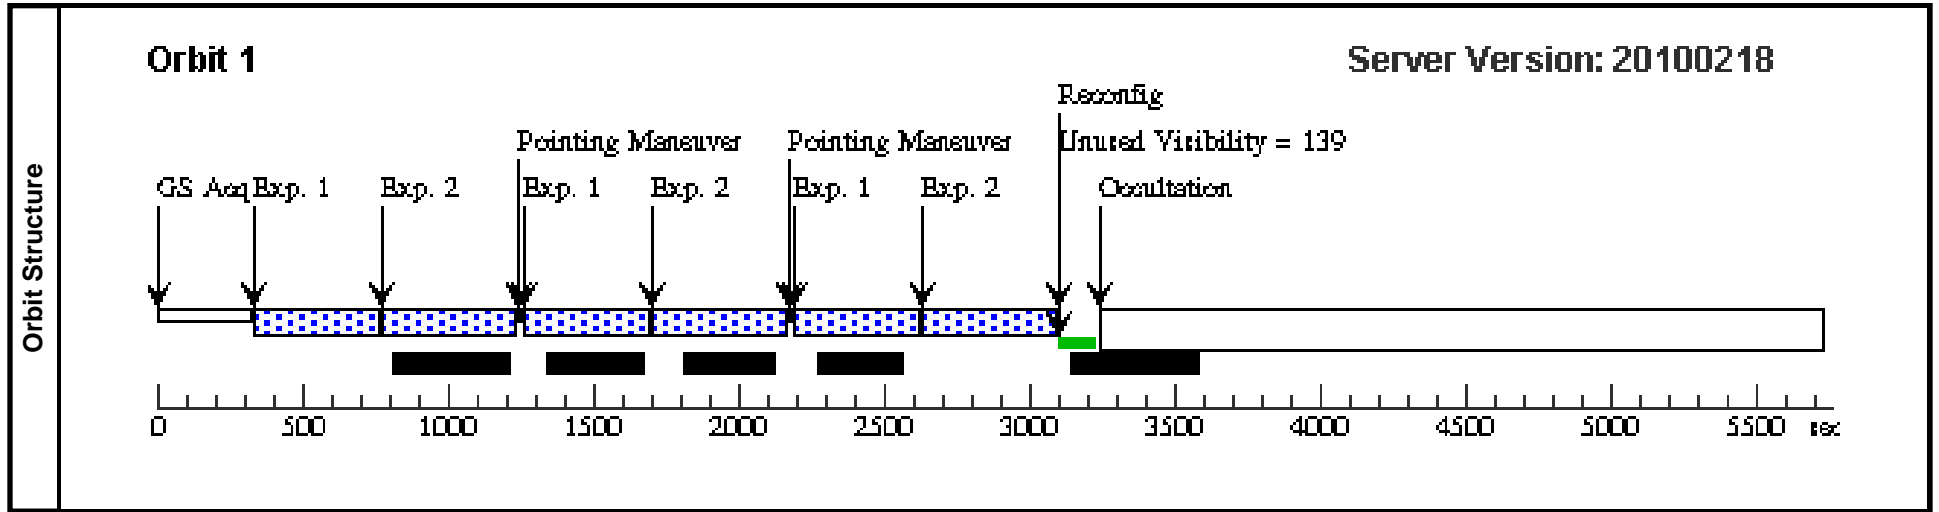 Orbit Structure
Orbit 1 Server Version: 20100218
Reconfig
Pointing Maneuver Pointing Maneuver Unused Visibility = 139
GS Acq Exp. 1 Exp. 2 Exp. 1 Exp. 2 Exp. 1 Exp. 2 Occultation
0 500 1000 1500 2000 2500 3000 3500 4000 4500 5000 5500 sec